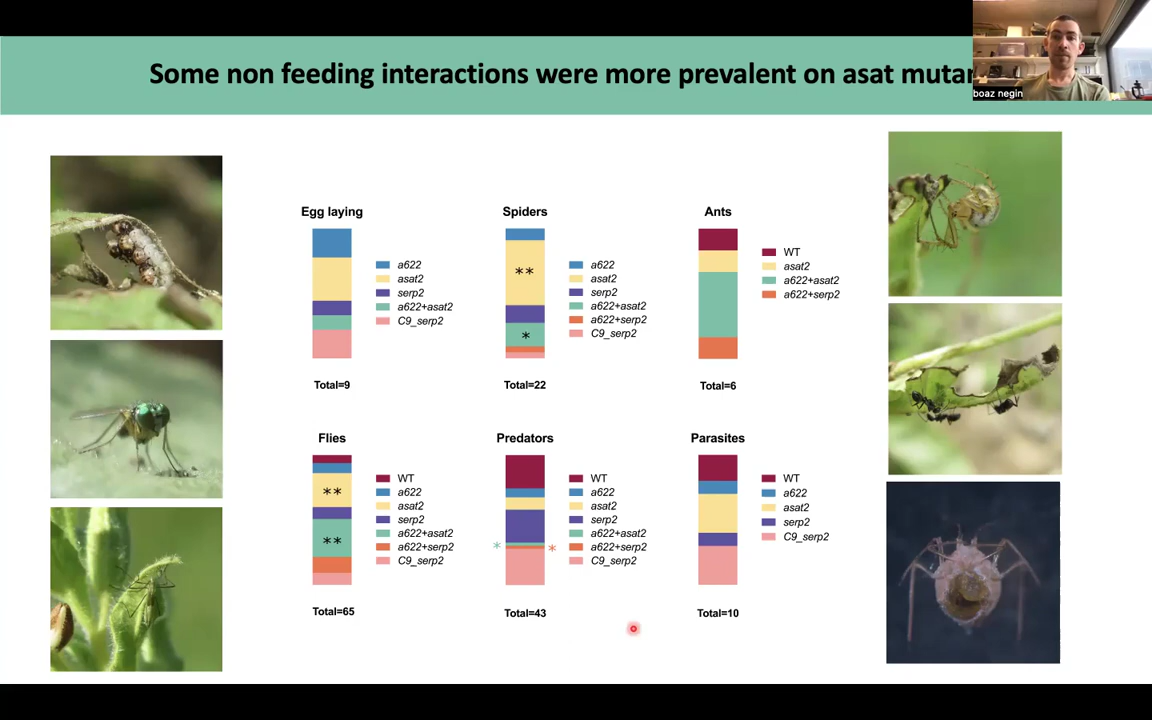 Some non feeding interactions were more prevalent on asat
boaz negin
Egg laying
a622
asat2
serp2
a622+asat2
C9_serp2
Total=9
Spiders
**
*
a622
asat2
serp2
a622+asat2
a622+serp2
C9_serp2
Total=22
Ants
WT
asat2
a622+asat2
a622+serp2
Total=6
Flies
**
**
WT
a622
asat2
serp2
a622+asat2
a622+serp2
C9_serp2
Total=65
Predators
*
*
WT
a622
asat2
serp2
a622+asat2
a622+serp2
C9_serp2
Total=43
Parasites
WT
a622
asat2
serp2
C9_serp2
Total=10